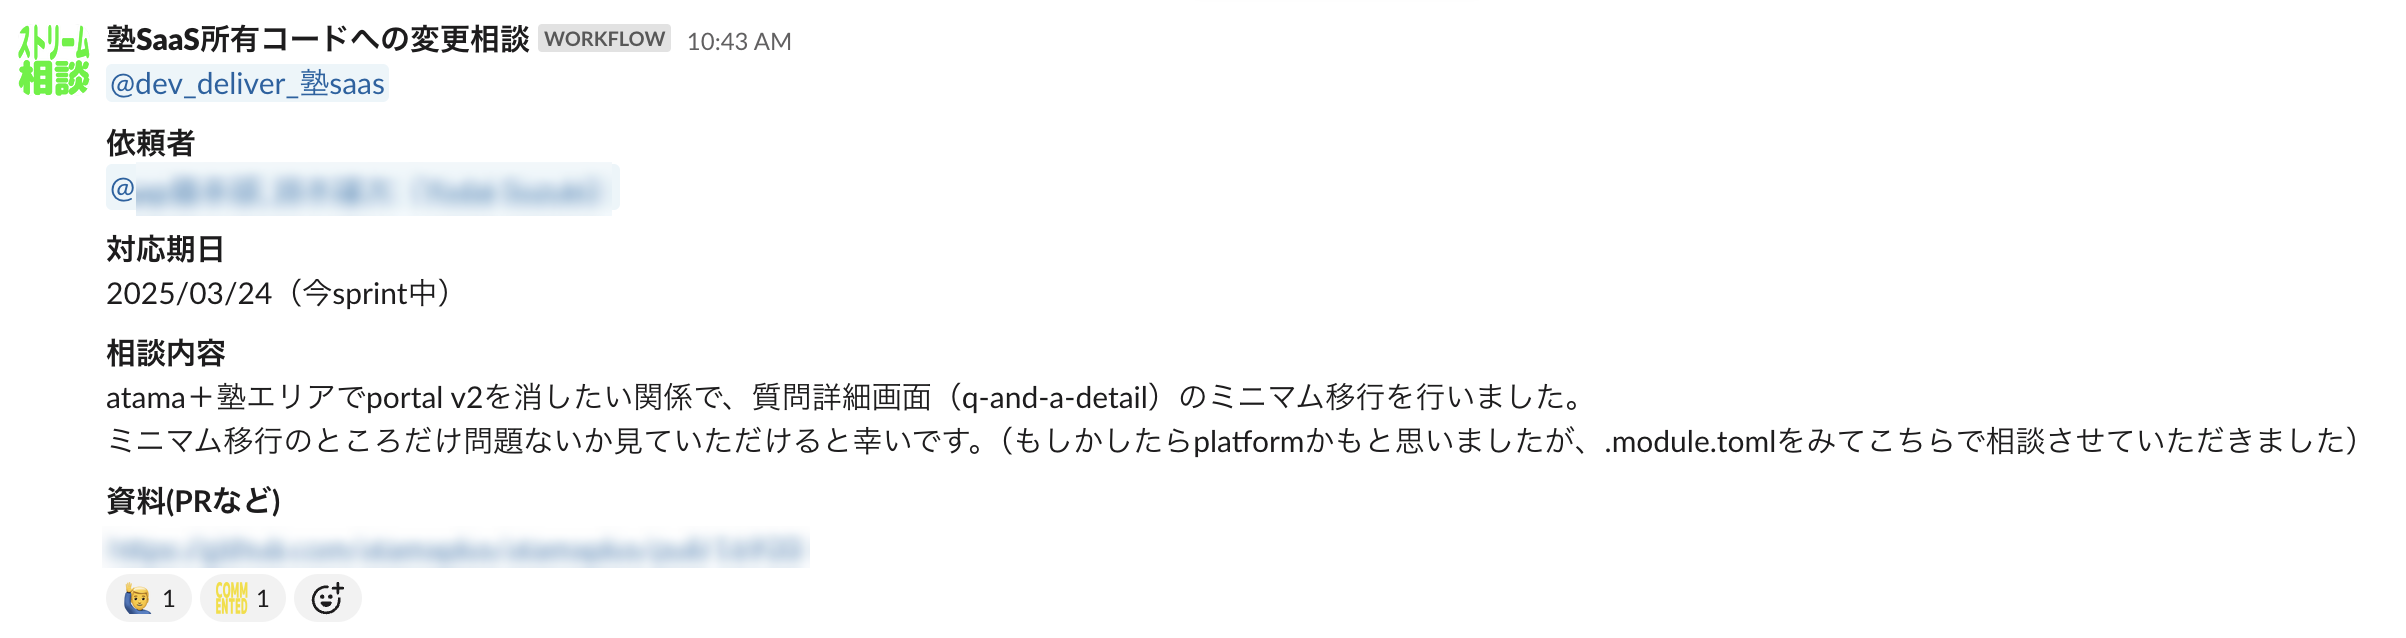 ストリーム
相談
塾SaaS所有コードへの変更相談 WORKFLOW 10:43 AM
@dev_deliver_塾saas
依頼者
@
対応期日
2025/03/24（今sprint中）
相談内容
atama＋塾エリアでportal v2を消したい関係で、質問詳細画面（q-and-a-detail）のミニマム移行を行いました。
ミニマム移行のところだけ問題ないか見ていただけると幸いです。（もしかしたらplatformかもと思いましたが、.module.tomlをみてこちらで相談させていただきました）
資料(PRなど)
1 COMMENTED 1